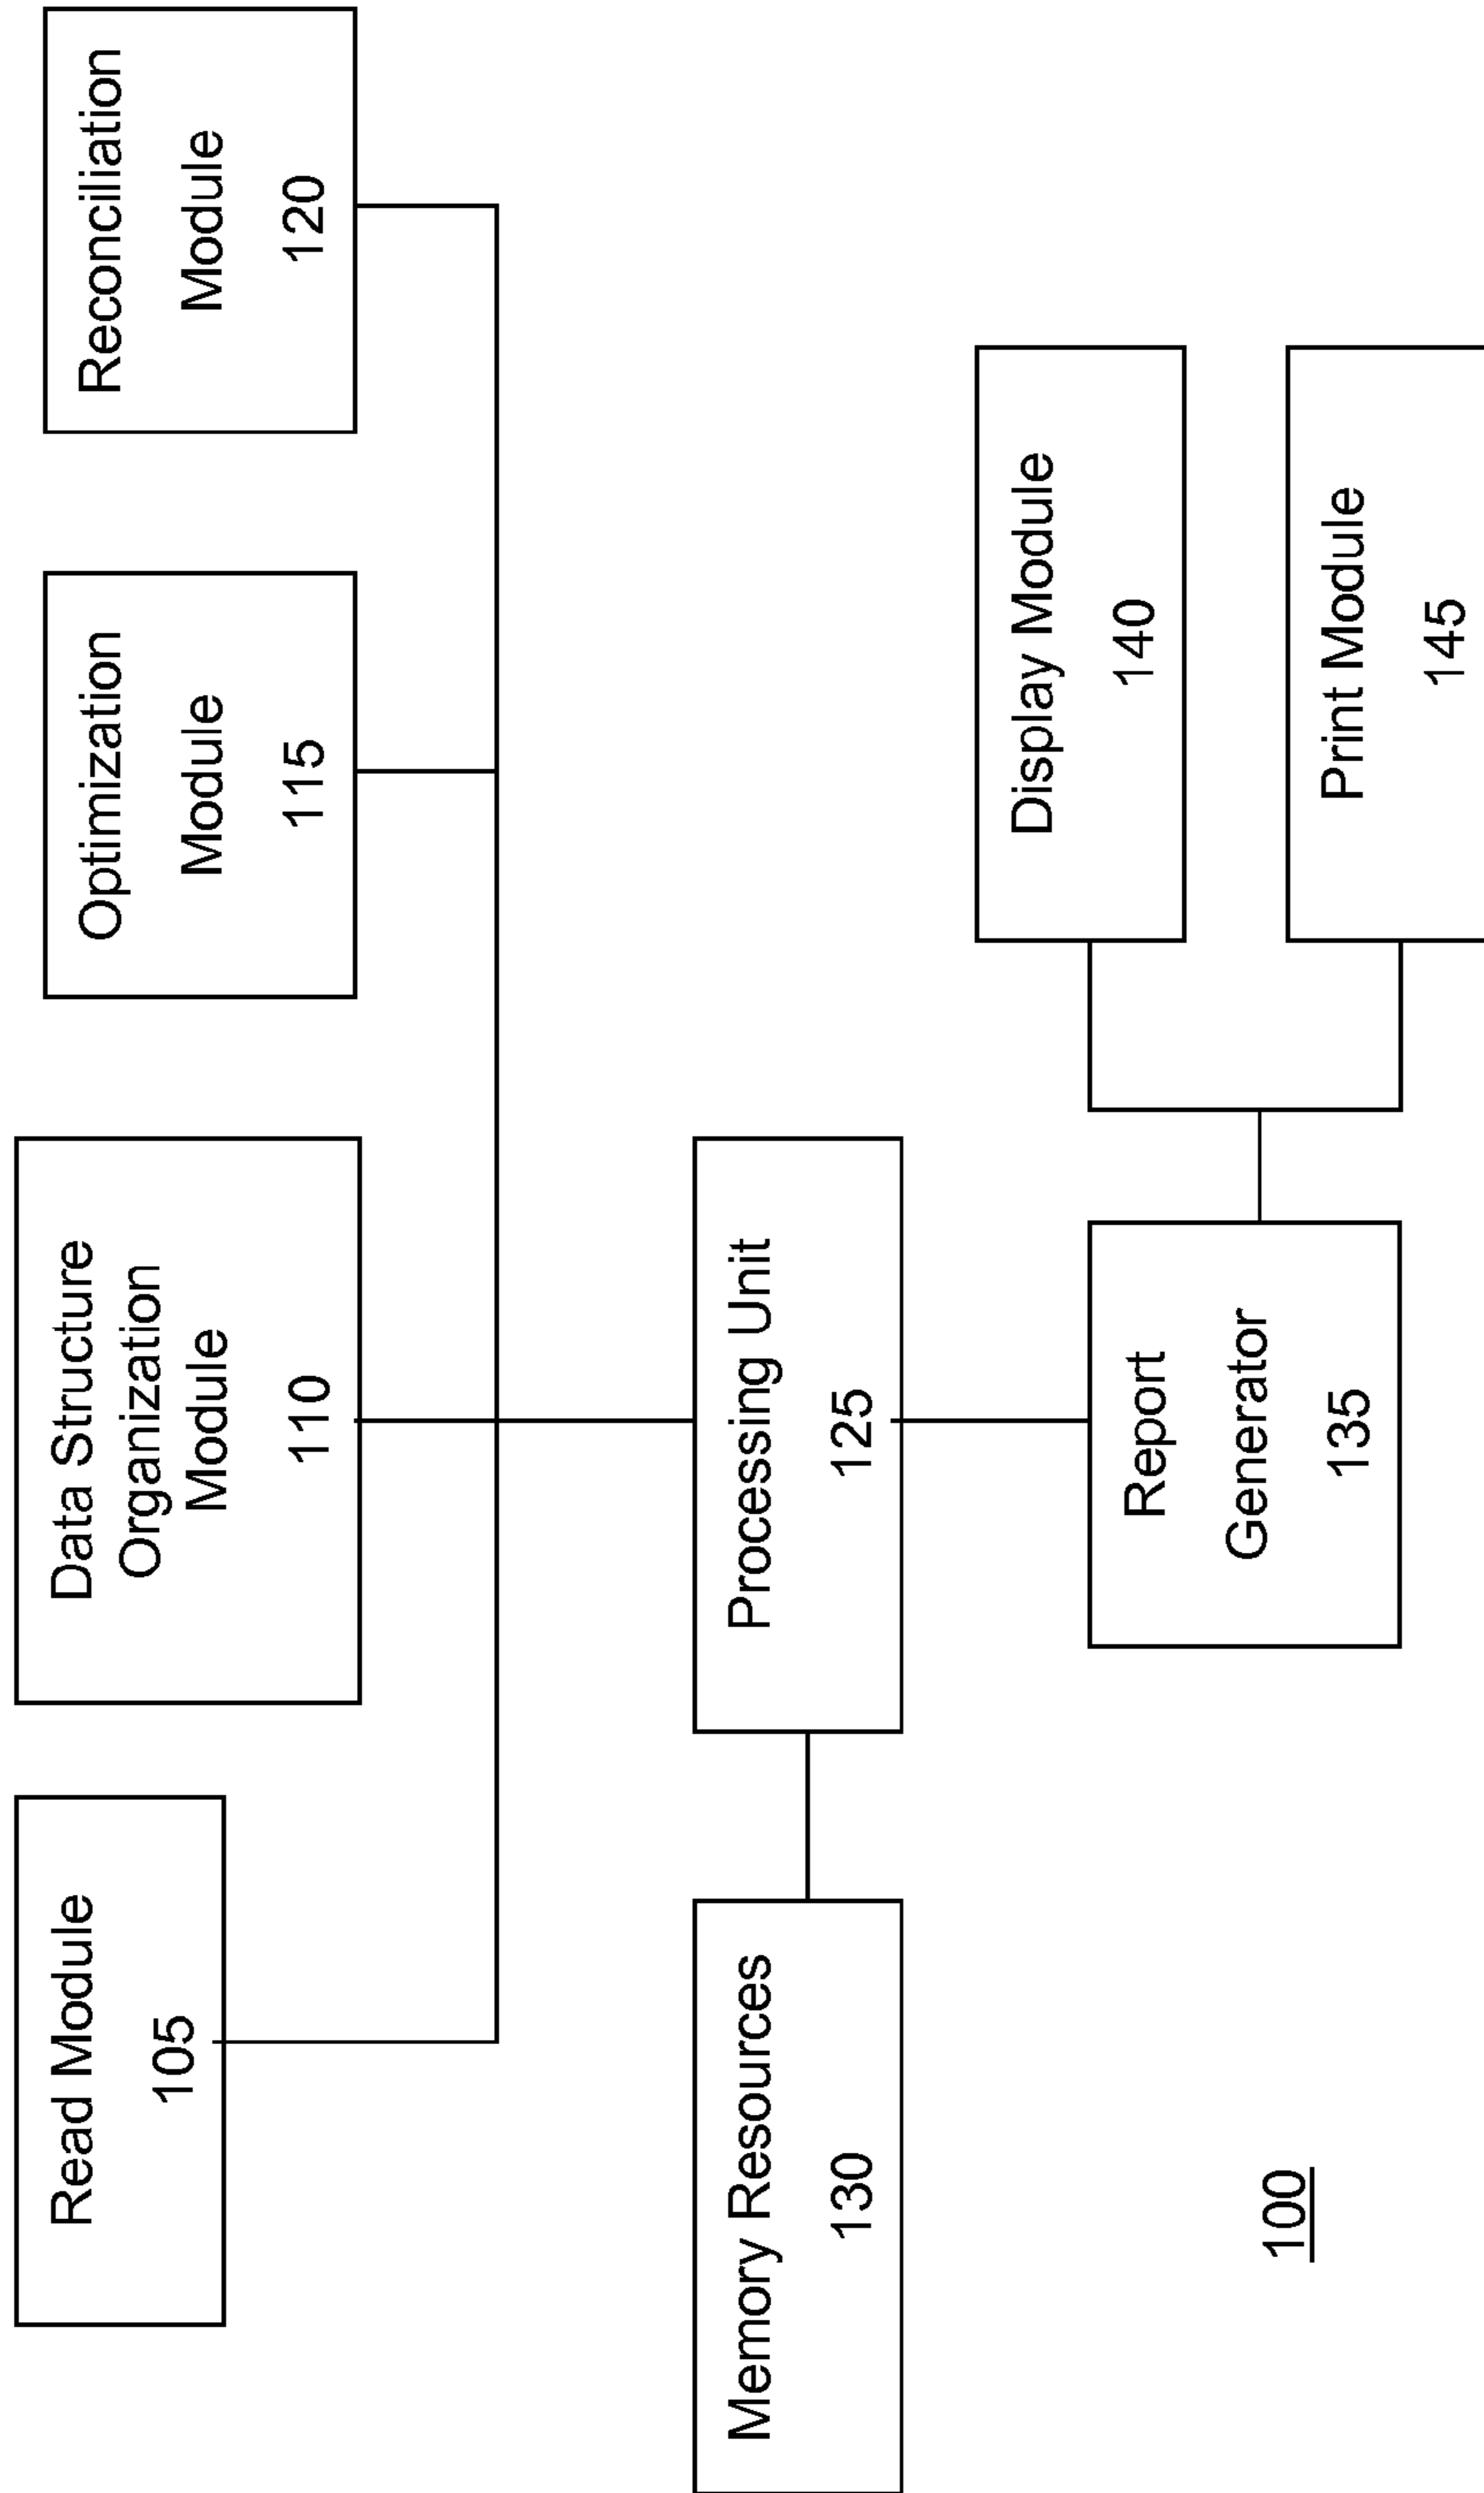 Read Module
105
Data Structure
Organization
Module
110
Optimization
Module
115
Reconciliation
Module
120
Memory Resources
130
Processing Unit
125
Display Module
140
Report
Generator
135
Print Module
145
100